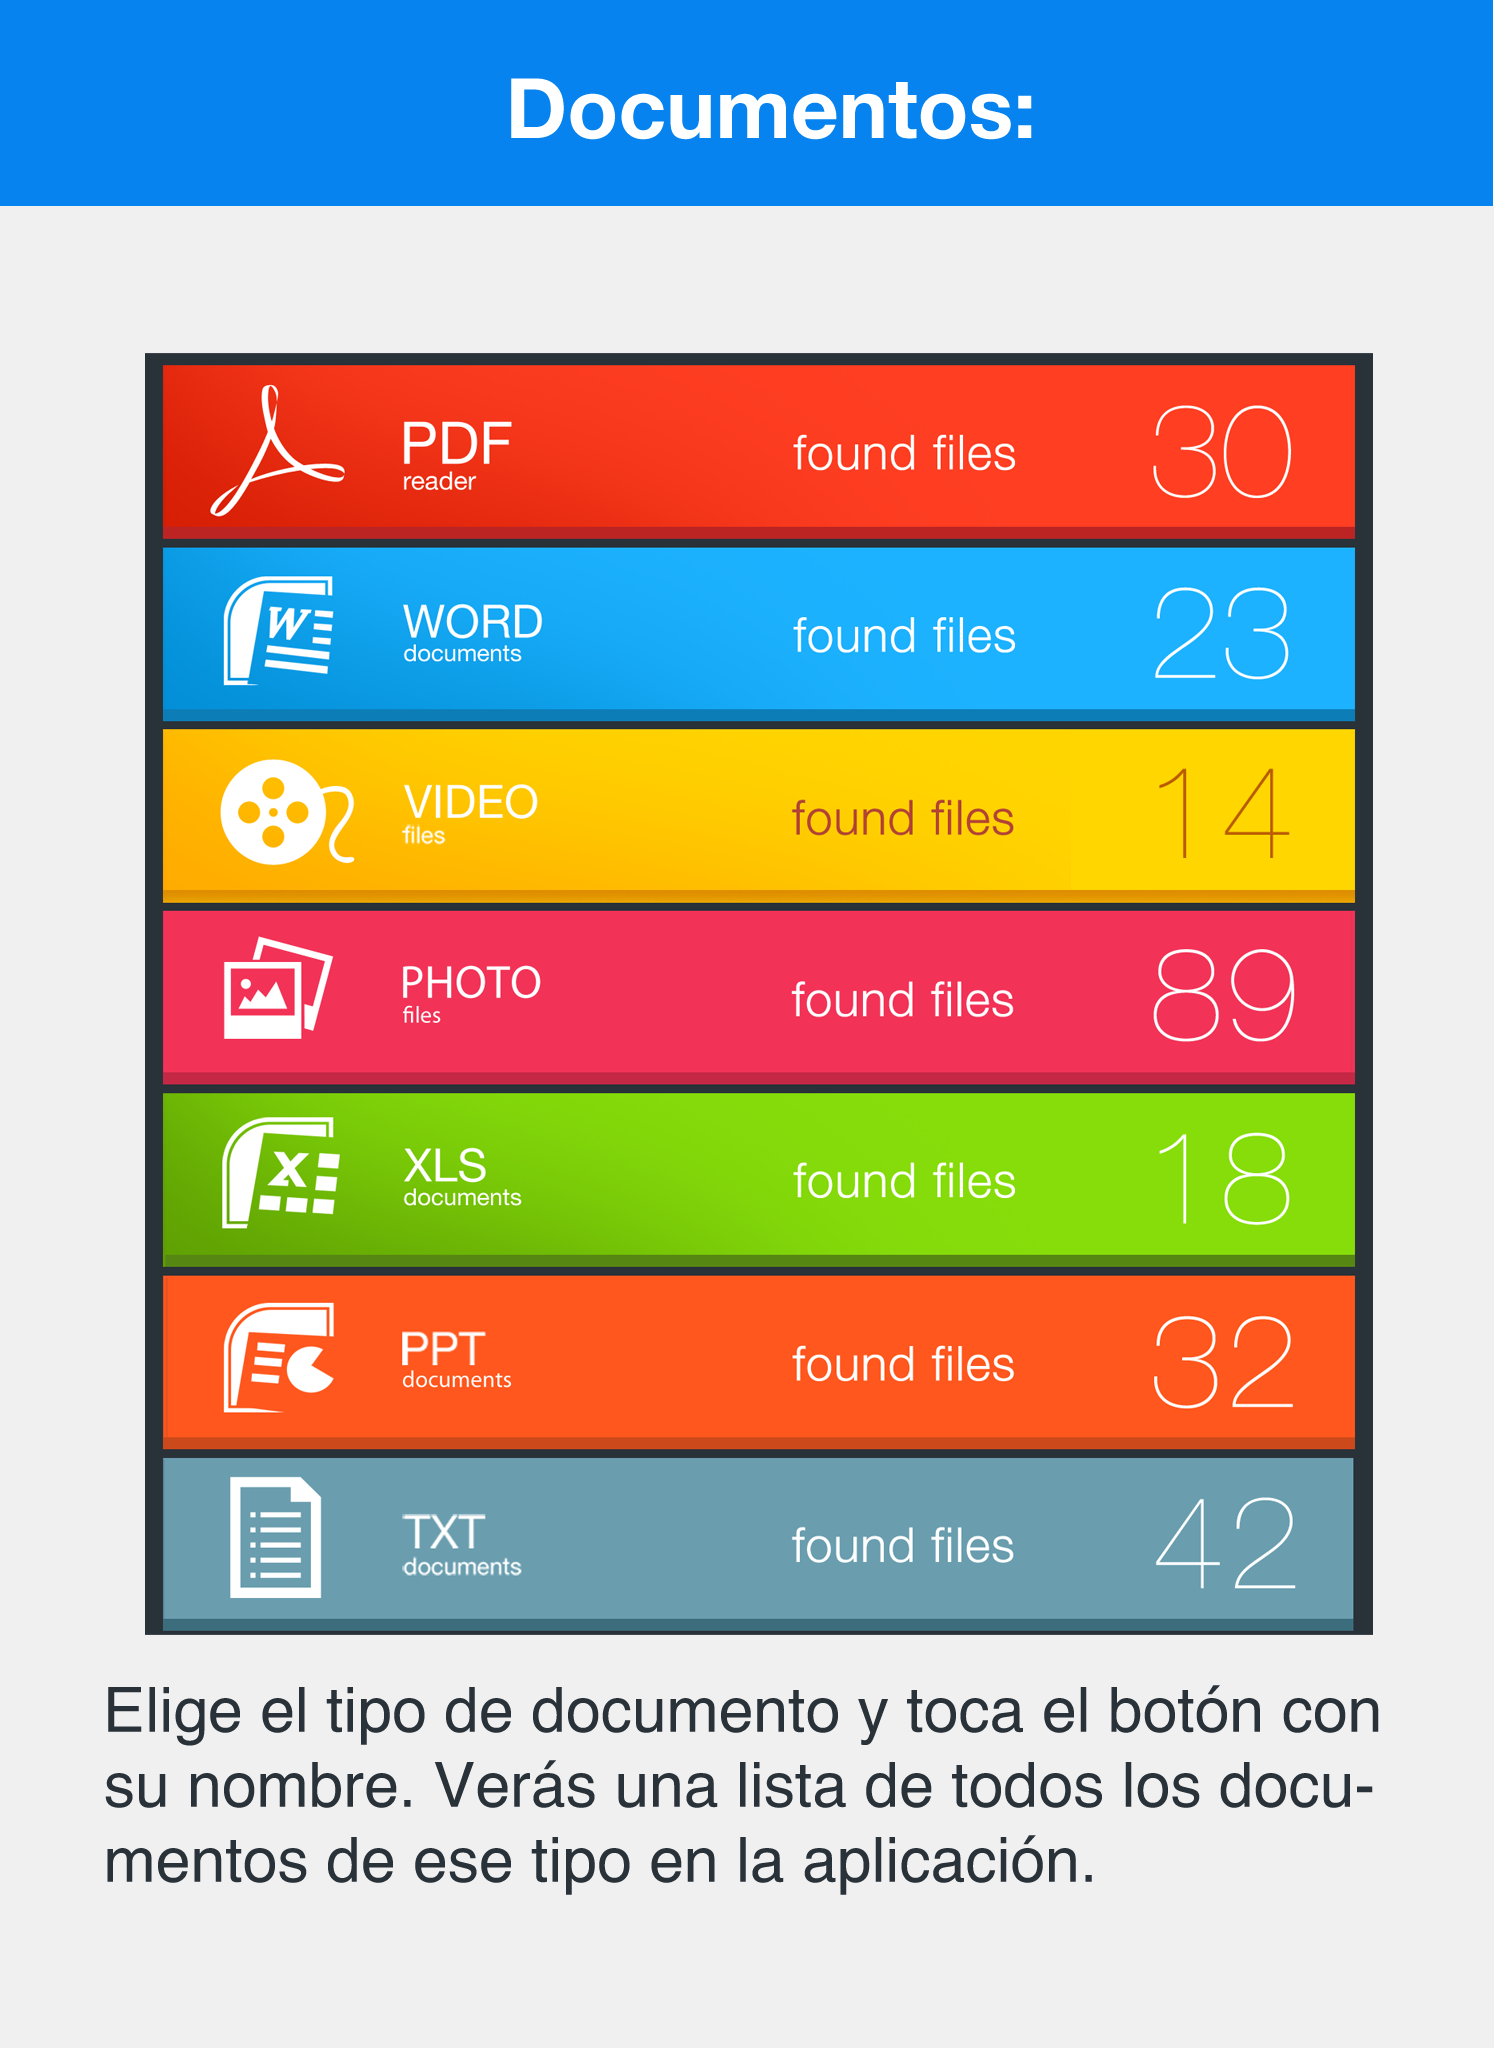 Documentos:
PDF
reader
found files 30
WORD
documents
found files 23
VIDEO
files
found files 14
PHOTO
files
found files 89
XLS
documents
found files 18
PPT
documents
found files 32
TXT
documents
found files 42
Elige el tipo de documento y toca el botón con
su nombre. Verás una lista de todos los docu-
mentos de ese tipo en la aplicación.